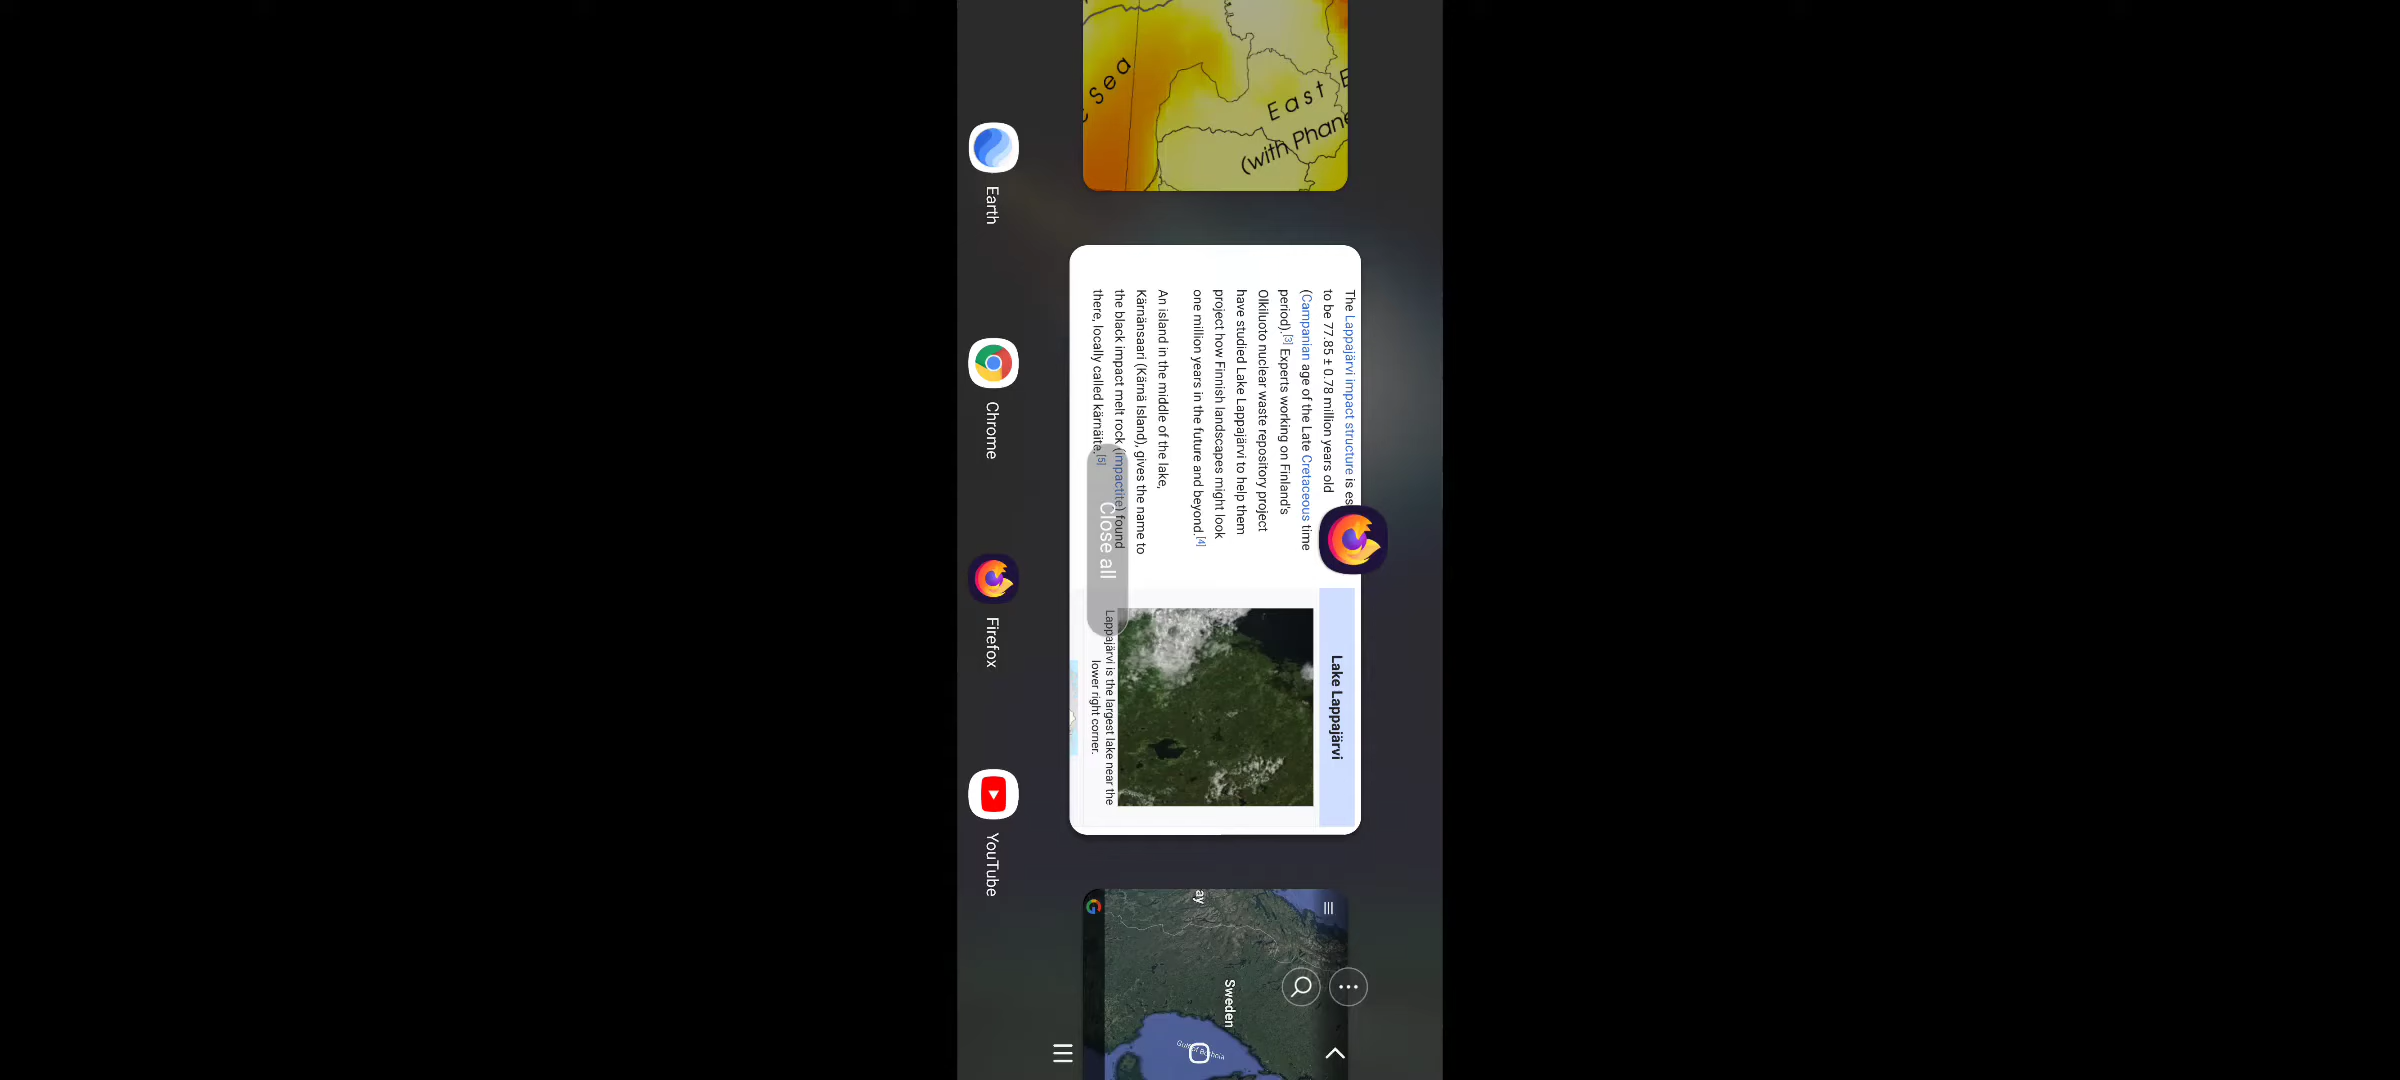 Sea
East
(with Phane
The Lappajärvi impact structure is es
to be 77.85 ± 0.78 million years old
(Campanian age of the Late Cretaceous time
period).[3] Experts working on Finland's
Olkiluoto nuclear waste repository project
have studied Lake Lappajärvi to help them
project how Finnish landscapes might look
one million years in the future and beyond.[4]
An island in the middle of the lake,
Kärnänsaari (Kärnä Island), gives the name to
the black impact melt rock (impactite) found
there, locally called kärnäite.[5]
Close all
Lake Lappajärvi
Lappajärvi is the largest lake near the
lower right corner.
ay
Sweden
Gulf of Bothnia
Earth
Chrome
Firefox
YouTube